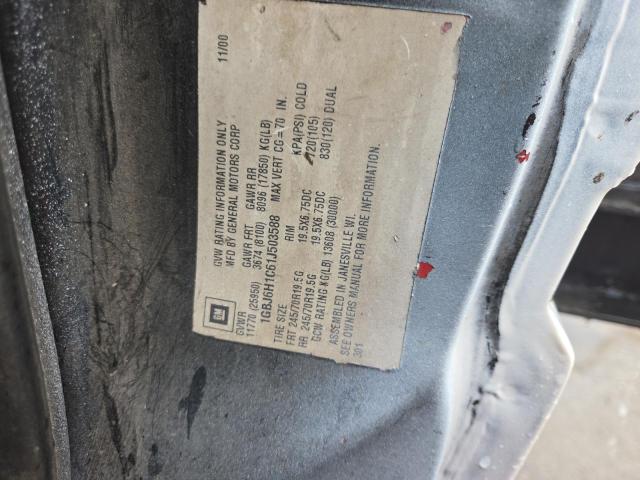 GVW RATING INFORMATION ONLY 11/00
MFD BY GENERAL MOTORS CORP
GM
GVWR GAWR FRT GAWR RR
11770 (25950) 3674 (8100) 8096 (17850) KG(LB)
1GBJ6H1C61J503588 MAX VERT CG = 70 IN.
TIRE SIZE RIM KPA(PSI) COLD
FRT 245/70R19.5G 19.5X6.75DC 720(105)
RR 245/70R19.5G 19.5X6.75DC 830(120) DUAL
GCW RATING KG(LB) 13608 (30000)
ASSEMBLED IN JANESVILLE WI.
SEE OWNERS MANUAL FOR MORE INFORMATION.
301